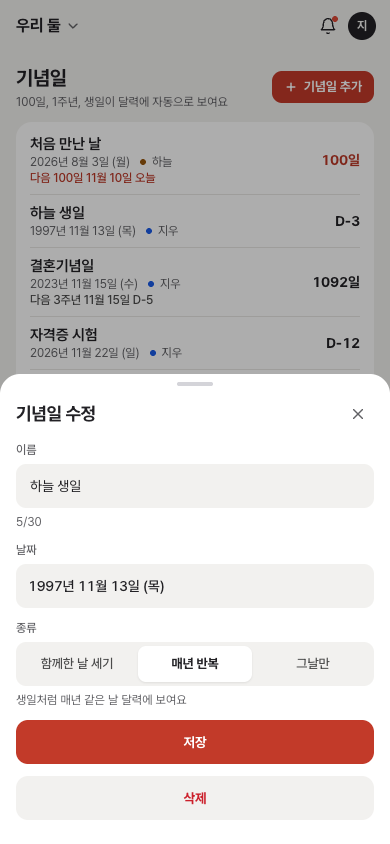 우리 둘
지
기념일
100일, 1주년, 생일이 달력에 자동으로 보여요
+ 기념일 추가
처음 만난 날
2026년 8월 3일 (월) 하늘
다음 100일 11월 10일 오늘
100일
하늘 생일
1997년 11월 13일 (목) 지우
D-3
결혼기념일
2023년 11월 15일 (수) 지우
다음 3주년 11월 15일 D-5
1092일
자격증 시험
2026년 11월 22일 (일) 지우
D-12
기념일 수정
이름
하늘 생일
5/30
날짜
1997년 11월 13일 (목)
종류
함께한 날 세기
매년 반복
그날만
생일처럼 매년 같은 날 달력에 보여요
저장
삭제